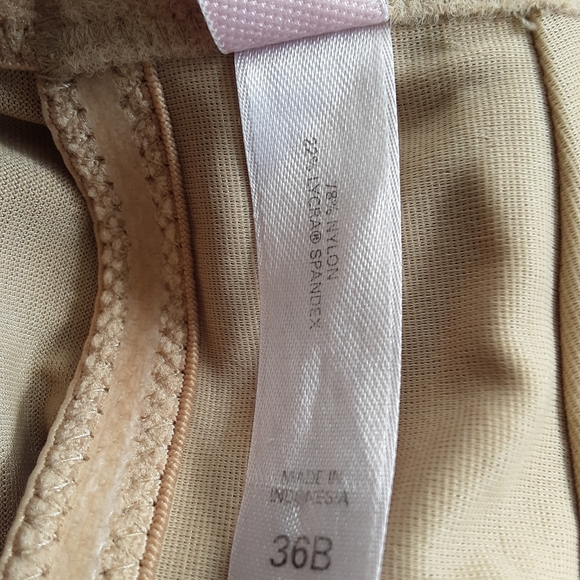 78% NYLON
22% LYCRA® SPANDEX
MADE IN
INDONESIA
36B